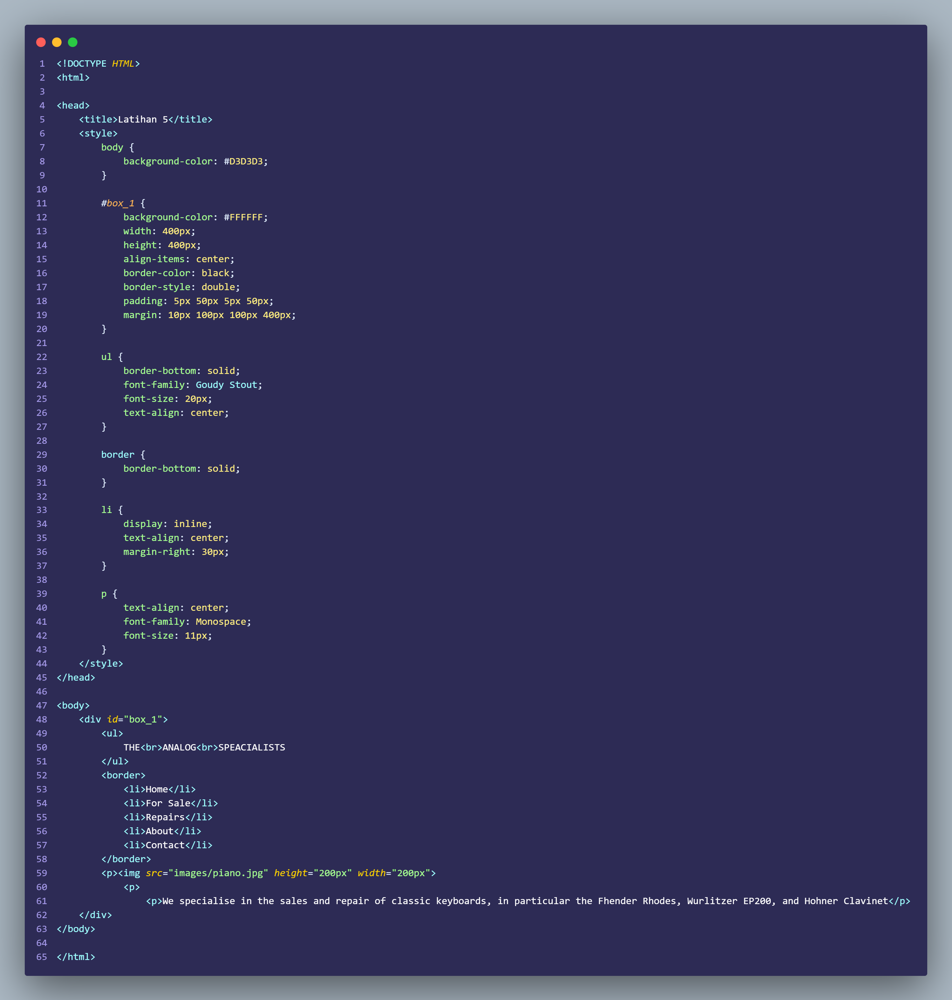 1 <!DOCTYPE HTML>
2 <html>
3
4 <head>
5     <title>Latihan 5</title>
6     <style>
7         body {
8             background-color: #D3D3D3;
9         }
10
11         #box_1 {
12             background-color: #FFFFFF;
13             width: 400px;
14             height: 400px;
15             align-items: center;
16             border-color: black;
17             border-style: double;
18             padding: 5px 50px 5px 50px;
19             margin: 10px 100px 100px 400px;
20         }
21
22         ul {
23             border-bottom: solid;
24             font-family: Goudy Stout;
25             font-size: 20px;
26             text-align: center;
27         }
28
29         border {
30             border-bottom: solid;
31         }
32
33         li {
34             display: inline;
35             text-align: center;
36             margin-right: 30px;
37         }
38
39         p {
40             text-align: center;
41             font-family: Monospace;
42             font-size: 11px;
43         }
44     </style>
45 </head>
46
47 <body>
48     <div id="box_1">
49         <ul>
50             THE<br>ANALOG<br>SPEACIALISTS
51         </ul>
52         <border>
53             <li>Home</li>
54             <li>For Sale</li>
55             <li>Repairs</li>
56             <li>About</li>
57             <li>Contact</li>
58         </border>
59         <p><img src="images/piano.jpg" height="200px" width="200px">
60             <p>
61                 <p>We specialise in the sales and repair of classic keyboards, in particular the Fhender Rhodes, Wurlitzer EP200, and Hohner Clavinet</p>
62     </div>
63 </body>
64
65 </html>